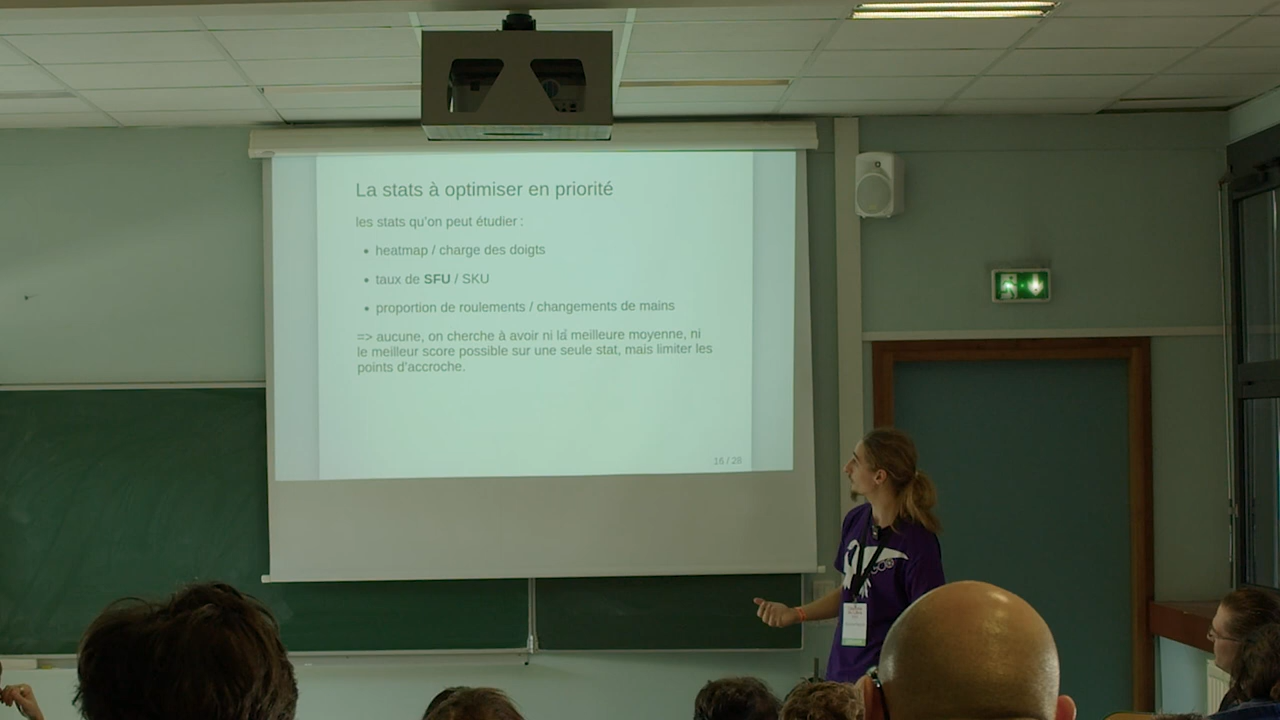 La stats à optimiser en priorité
les stats qu'on peut étudier :
• heatmap / charge des doigts
• taux de SFU / SKU
• proportion de roulements / changements de mains
=> aucune, on cherche à avoir ni la meilleure moyenne, ni
le meilleur score possible sur une seule stat, mais limiter les
points d'accroche.
16 / 28